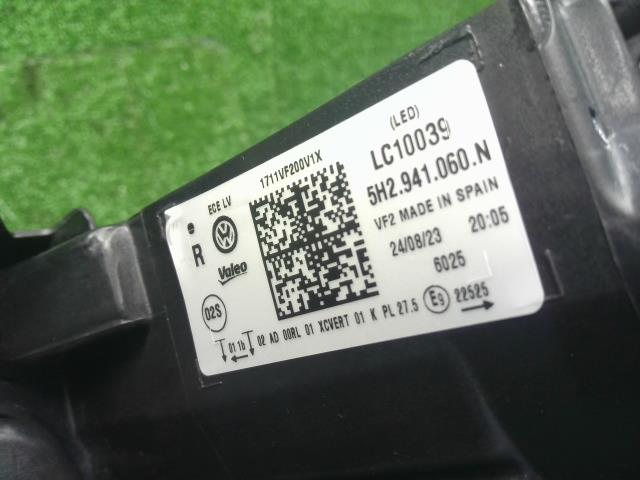 (LED)
LC10039
5H2.941.060.N
VF2 MADE IN SPAIN
24/08/23 20:05
6025
E9 22525
1711VF200V1X
ECE LV
e
R
Valeo
02S
01 1b 02 AD 00RL 01 XCVERT 01 K PL 27.5